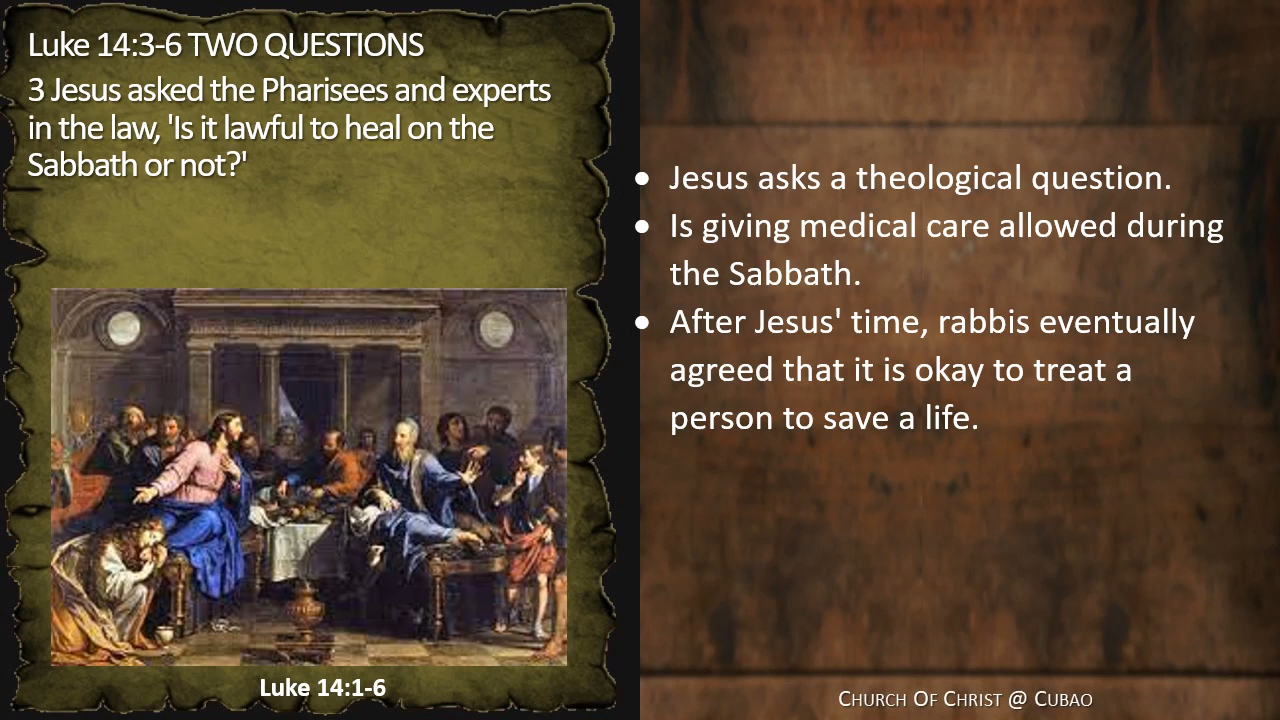 Luke 14:3-6 TWO QUESTIONS
3 Jesus asked the Pharisees and experts
in the law, 'Is it lawful to heal on the
Sabbath or not?'
Luke 14:1-6
• Jesus asks a theological question.
• Is giving medical care allowed during
the Sabbath.
• After Jesus' time, rabbis eventually
agreed that it is okay to treat a
person to save a life.
CHURCH OF CHRIST @ CUBAO